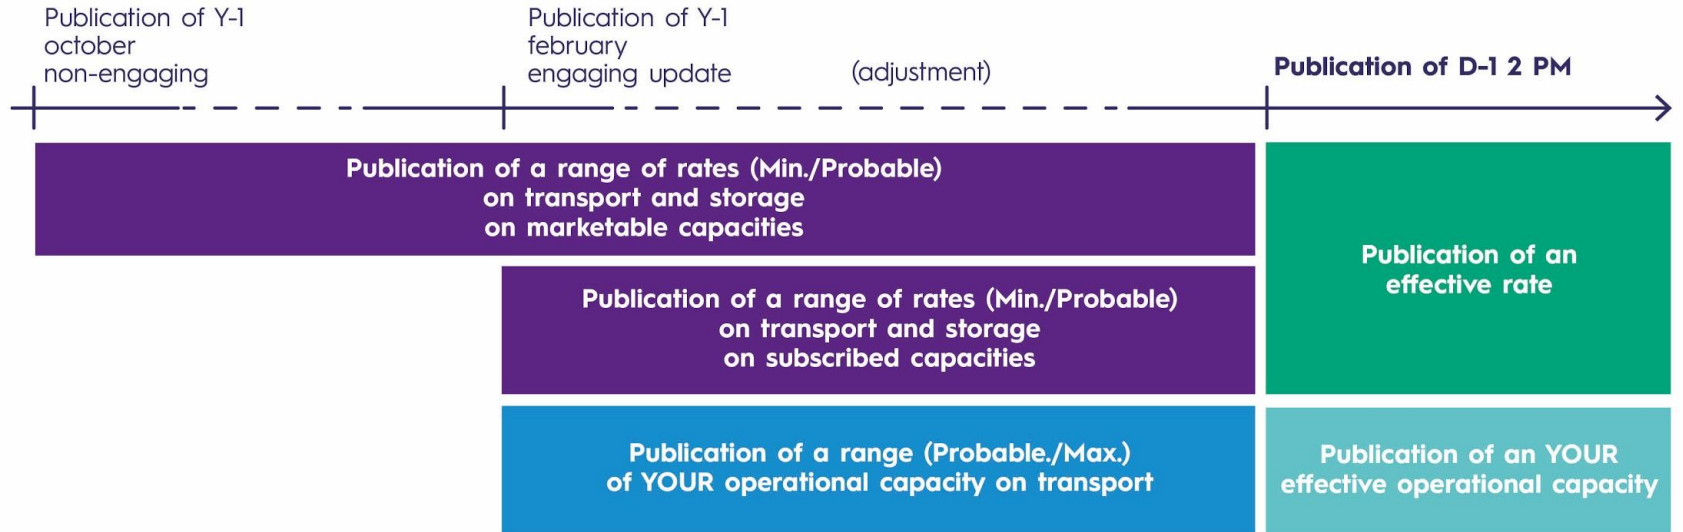 Publication of Y-1
october
non-engaging
Publication of Y-1
february
engaging update
(adjustment)
Publication of D-1 2 PM
Publication of a range of rates (Min./Probable)
on transport and storage
on marketable capacities
Publication of a range of rates (Min./Probable)
on transport and storage
on subscribed capacities
Publication of an
effective rate
Publication of a range (Probable./Max.)
of YOUR operational capacity on transport
Publication of an YOUR
effective operational capacity